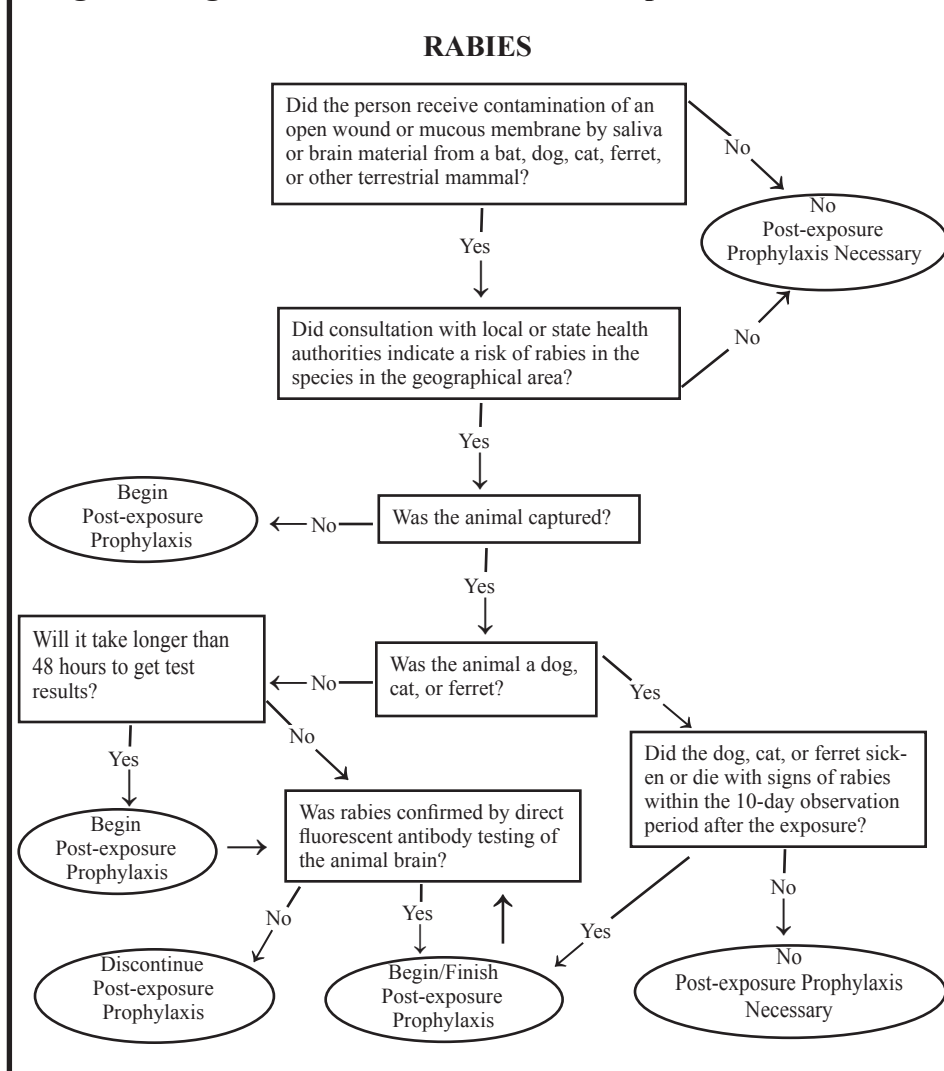 RABIES
Did the person receive contamination of an
open wound or mucous membrane by saliva
or brain material from a bat, dog, cat, ferret,
or other terrestrial mammal?
No
No
Post-exposure
Prophylaxis Necessary
Yes
Did consultation with local or state health
authorities indicate a risk of rabies in the
species in the geographical area?
No
Yes
Begin
Post-exposure
Prophylaxis
No
Was the animal captured?
Yes
Will it take longer than
48 hours to get test
results?
No
Was the animal a dog,
cat, or ferret?
Yes
No
Yes
Did the dog, cat, or ferret sick-
en or die with signs of rabies
within the 10-day observation
period after the exposure?
Begin
Post-exposure
Prophylaxis
Was rabies confirmed by direct
fluorescent antibody testing of
the animal brain?
No
Yes
Yes
No
Discontinue
Post-exposure
Prophylaxis
Begin/Finish
Post-exposure
Prophylaxis
No
Post-exposure Prophylaxis
Necessary